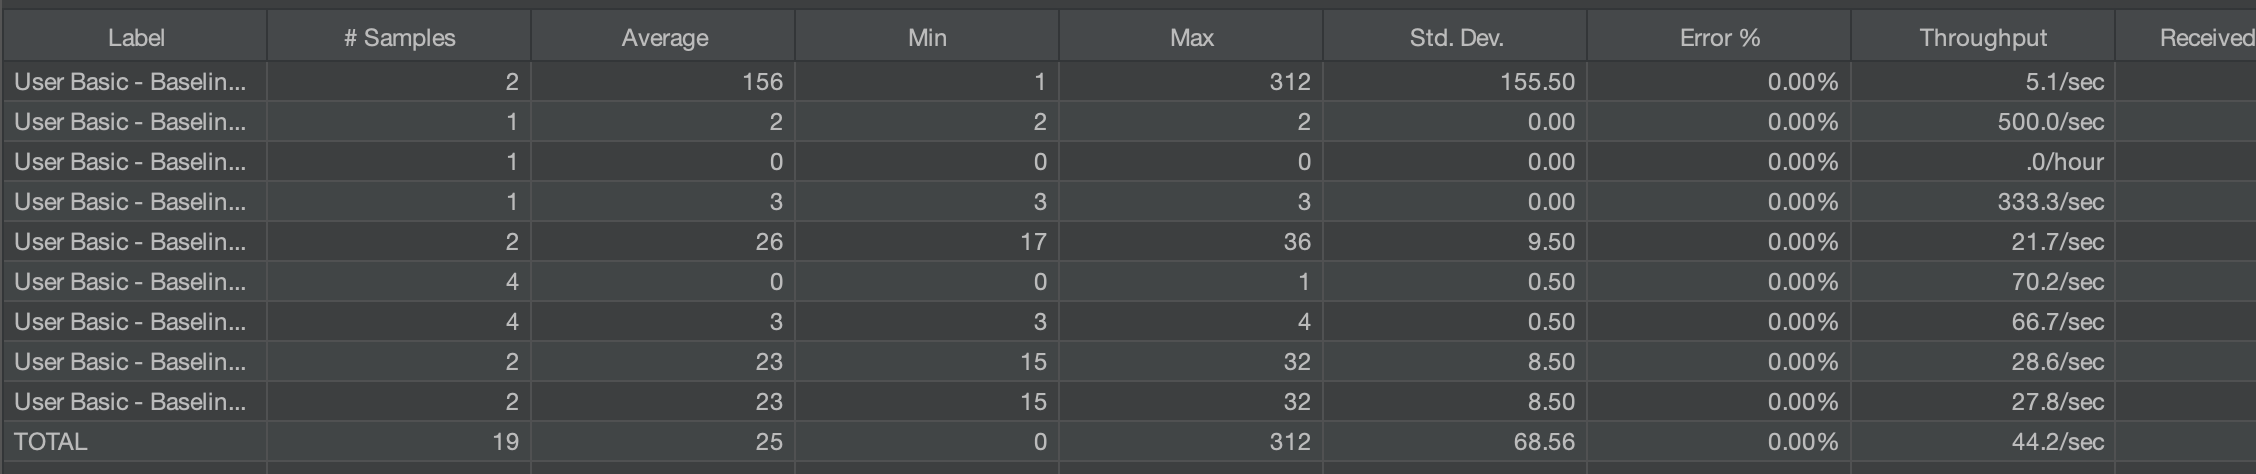 Label # Samples Average Min Max Std. Dev. Error % Throughput Received
User Basic - Baselin... 2 156 1 312 155.50 0.00% 5.1/sec
User Basic - Baselin... 1 2 2 2 0.00 0.00% 500.0/sec
User Basic - Baselin... 1 0 0 0 0.00 0.00% .0/hour
User Basic - Baselin... 1 3 3 3 0.00 0.00% 333.3/sec
User Basic - Baselin... 2 26 17 36 9.50 0.00% 21.7/sec
User Basic - Baselin... 4 0 0 1 0.50 0.00% 70.2/sec
User Basic - Baselin... 4 3 3 4 0.50 0.00% 66.7/sec
User Basic - Baselin... 2 23 15 32 8.50 0.00% 28.6/sec
User Basic - Baselin... 2 23 15 32 8.50 0.00% 27.8/sec
TOTAL 19 25 0 312 68.56 0.00% 44.2/sec